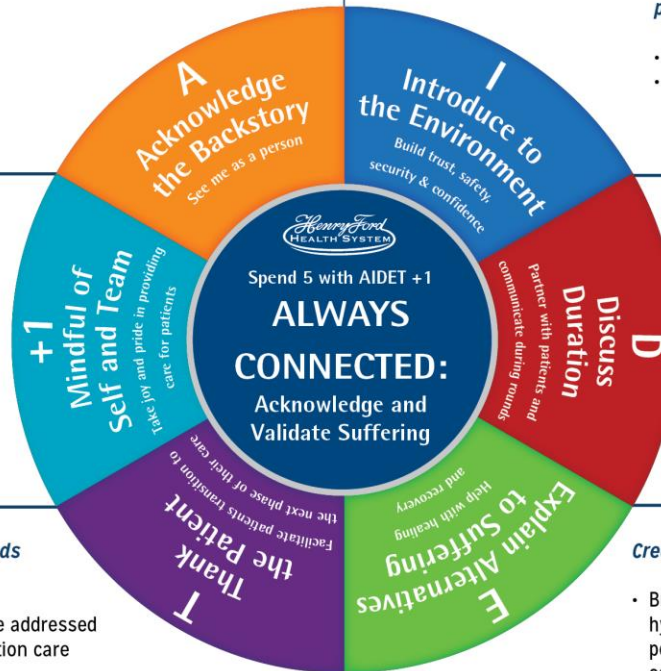 A
Acknowledge
the Backstory
See me as a person
I
Introduce to
the Environment
Build trust, safety,
security & confidence
D
Discuss
Duration
Partner with patients and
communicate during rounds
E
Explain Alternatives
to Suffering
Help with healing
and recovery
T
Thank
the Patient
Facilitate patients transition to
the next phase of their care
+1
Mindful of
Self and Team
Take joy and pride in providing
care for patients
Henry Ford
HEALTH SYSTEM
Spend 5 with AIDET +1
ALWAYS
CONNECTED:
Acknowledge and
Validate Suffering
ds
e addressed
tion care
Cre
• B
hy
p